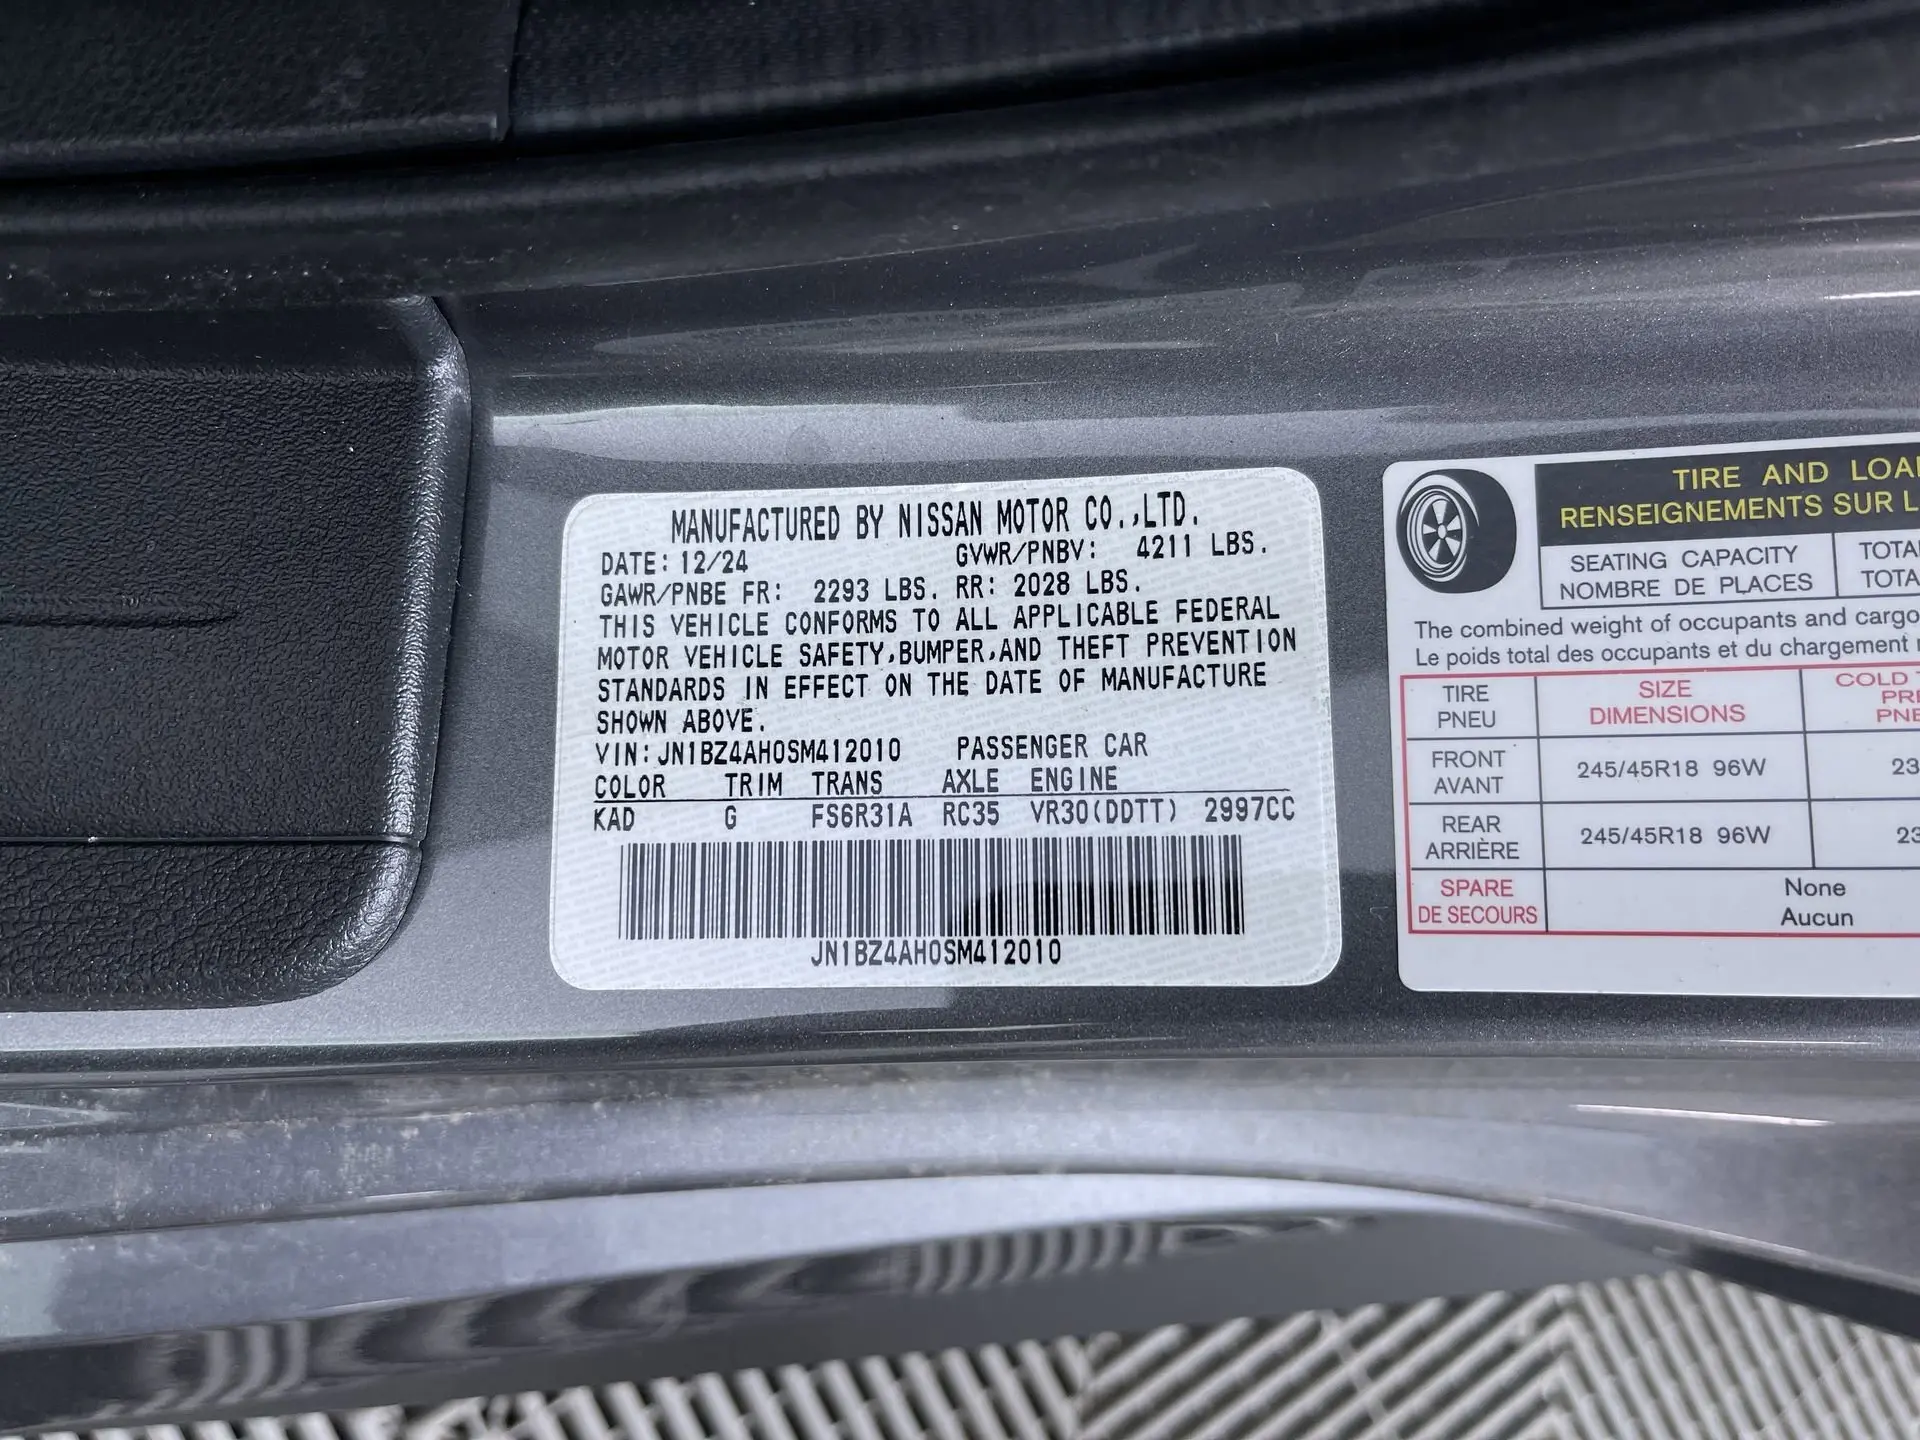 MANUFACTURED BY NISSAN MOTOR CO.,LTD.
DATE: 12/24 GVWR/PNBV: 4211 LBS.
GAWR/PNBE FR: 2293 LBS. RR: 2028 LBS.
THIS VEHICLE CONFORMS TO ALL APPLICABLE FEDERAL
MOTOR VEHICLE SAFETY,BUMPER,AND THEFT PREVENTION
STANDARDS IN EFFECT ON THE DATE OF MANUFACTURE
SHOWN ABOVE.
VIN: JN1BZ4AH0SM412010 PASSENGER CAR
COLOR TRIM TRANS AXLE ENGINE
KAD G FS6R31A RC35 VR30(DDTT) 2997CC
JN1BZ4AH0SM412010
TIRE AND
RENSEIGNEMENTS SUR
SEATING CAPACITY
NOMBRE DE PLACES
The combined weight of occupants and cargo
Le poids total des occupants et du chargement
TIRE
PNEU
SIZE
DIMENSIONS
COLD
FRONT
AVANT
245/45R18 96W
23
REAR
ARRIÈRE
245/45R18 96W
23
SPARE
DE SECOURS
None
Aucun